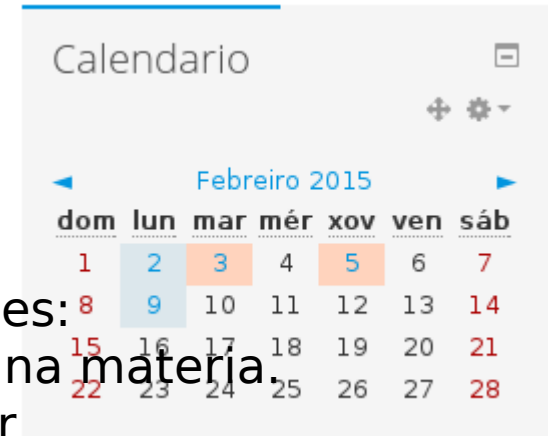 Calendario
Febreiro 2015
dom lun mar mér xov ven sáb
1 2 3 4 5 6 7
es: 8 9 10 11 12 13 14
15 16 17 18 19 20 21
na materia.
22 23 24 25 26 27 28
r